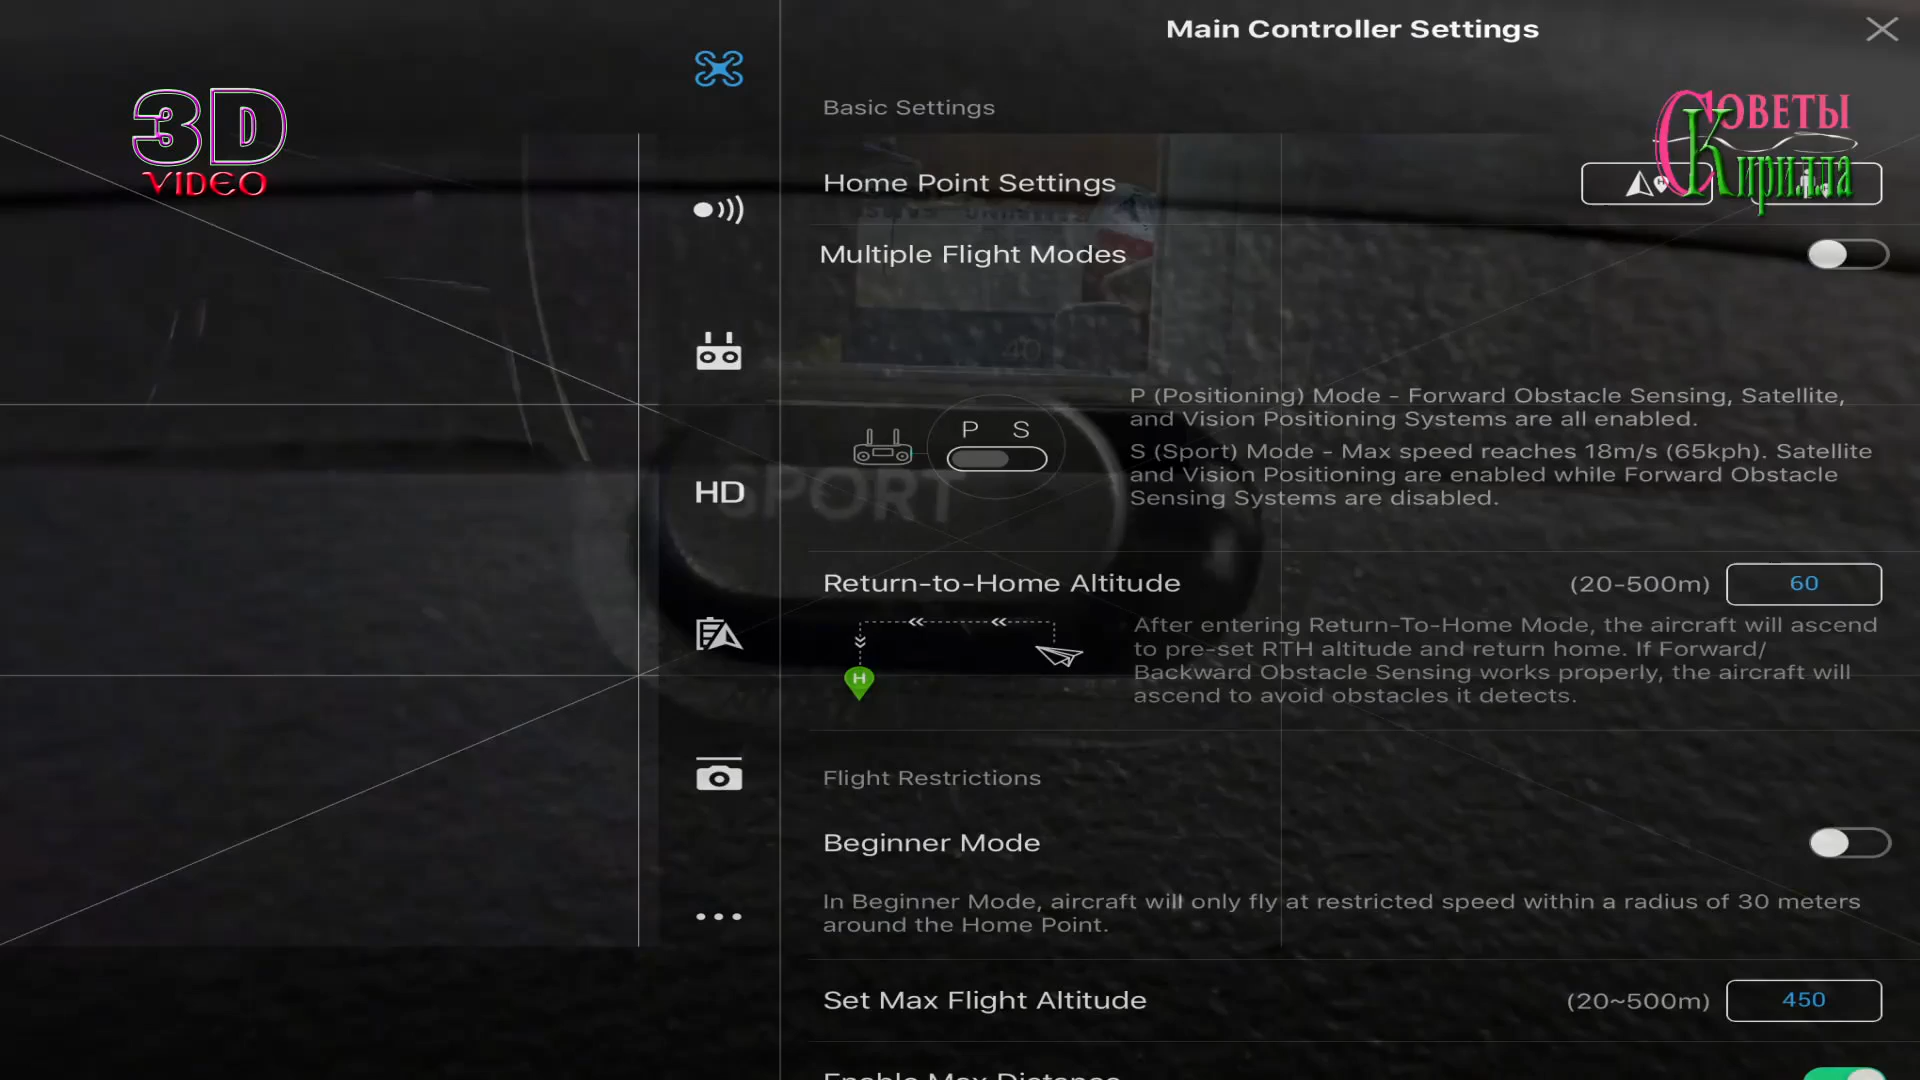 Main Controller Settings
3D
VIDEO
СОВЕТЫ
Кирилла
Basic Settings
Home Point Settings
Multiple Flight Modes
40
P S
P (Positioning) Mode - Forward Obstacle Sensing, Satellite,
and Vision Positioning Systems are all enabled.
S (Sport) Mode - Max speed reaches 18m/s (65kph). Satellite
and Vision Positioning are enabled while Forward Obstacle
Sensing Systems are disabled.
HD
SPORT
Return-to-Home Altitude (20-500m) 60
After entering Return-To-Home Mode, the aircraft will ascend
to pre-set RTH altitude and return home. If Forward/
Backward Obstacle Sensing works properly, the aircraft will
ascend to avoid obstacles it detects.
H
Flight Restrictions
Beginner Mode
In Beginner Mode, aircraft will only fly at restricted speed within a radius of 30 meters
around the Home Point.
Set Max Flight Altitude (20~500m) 450
Enable Max Distance